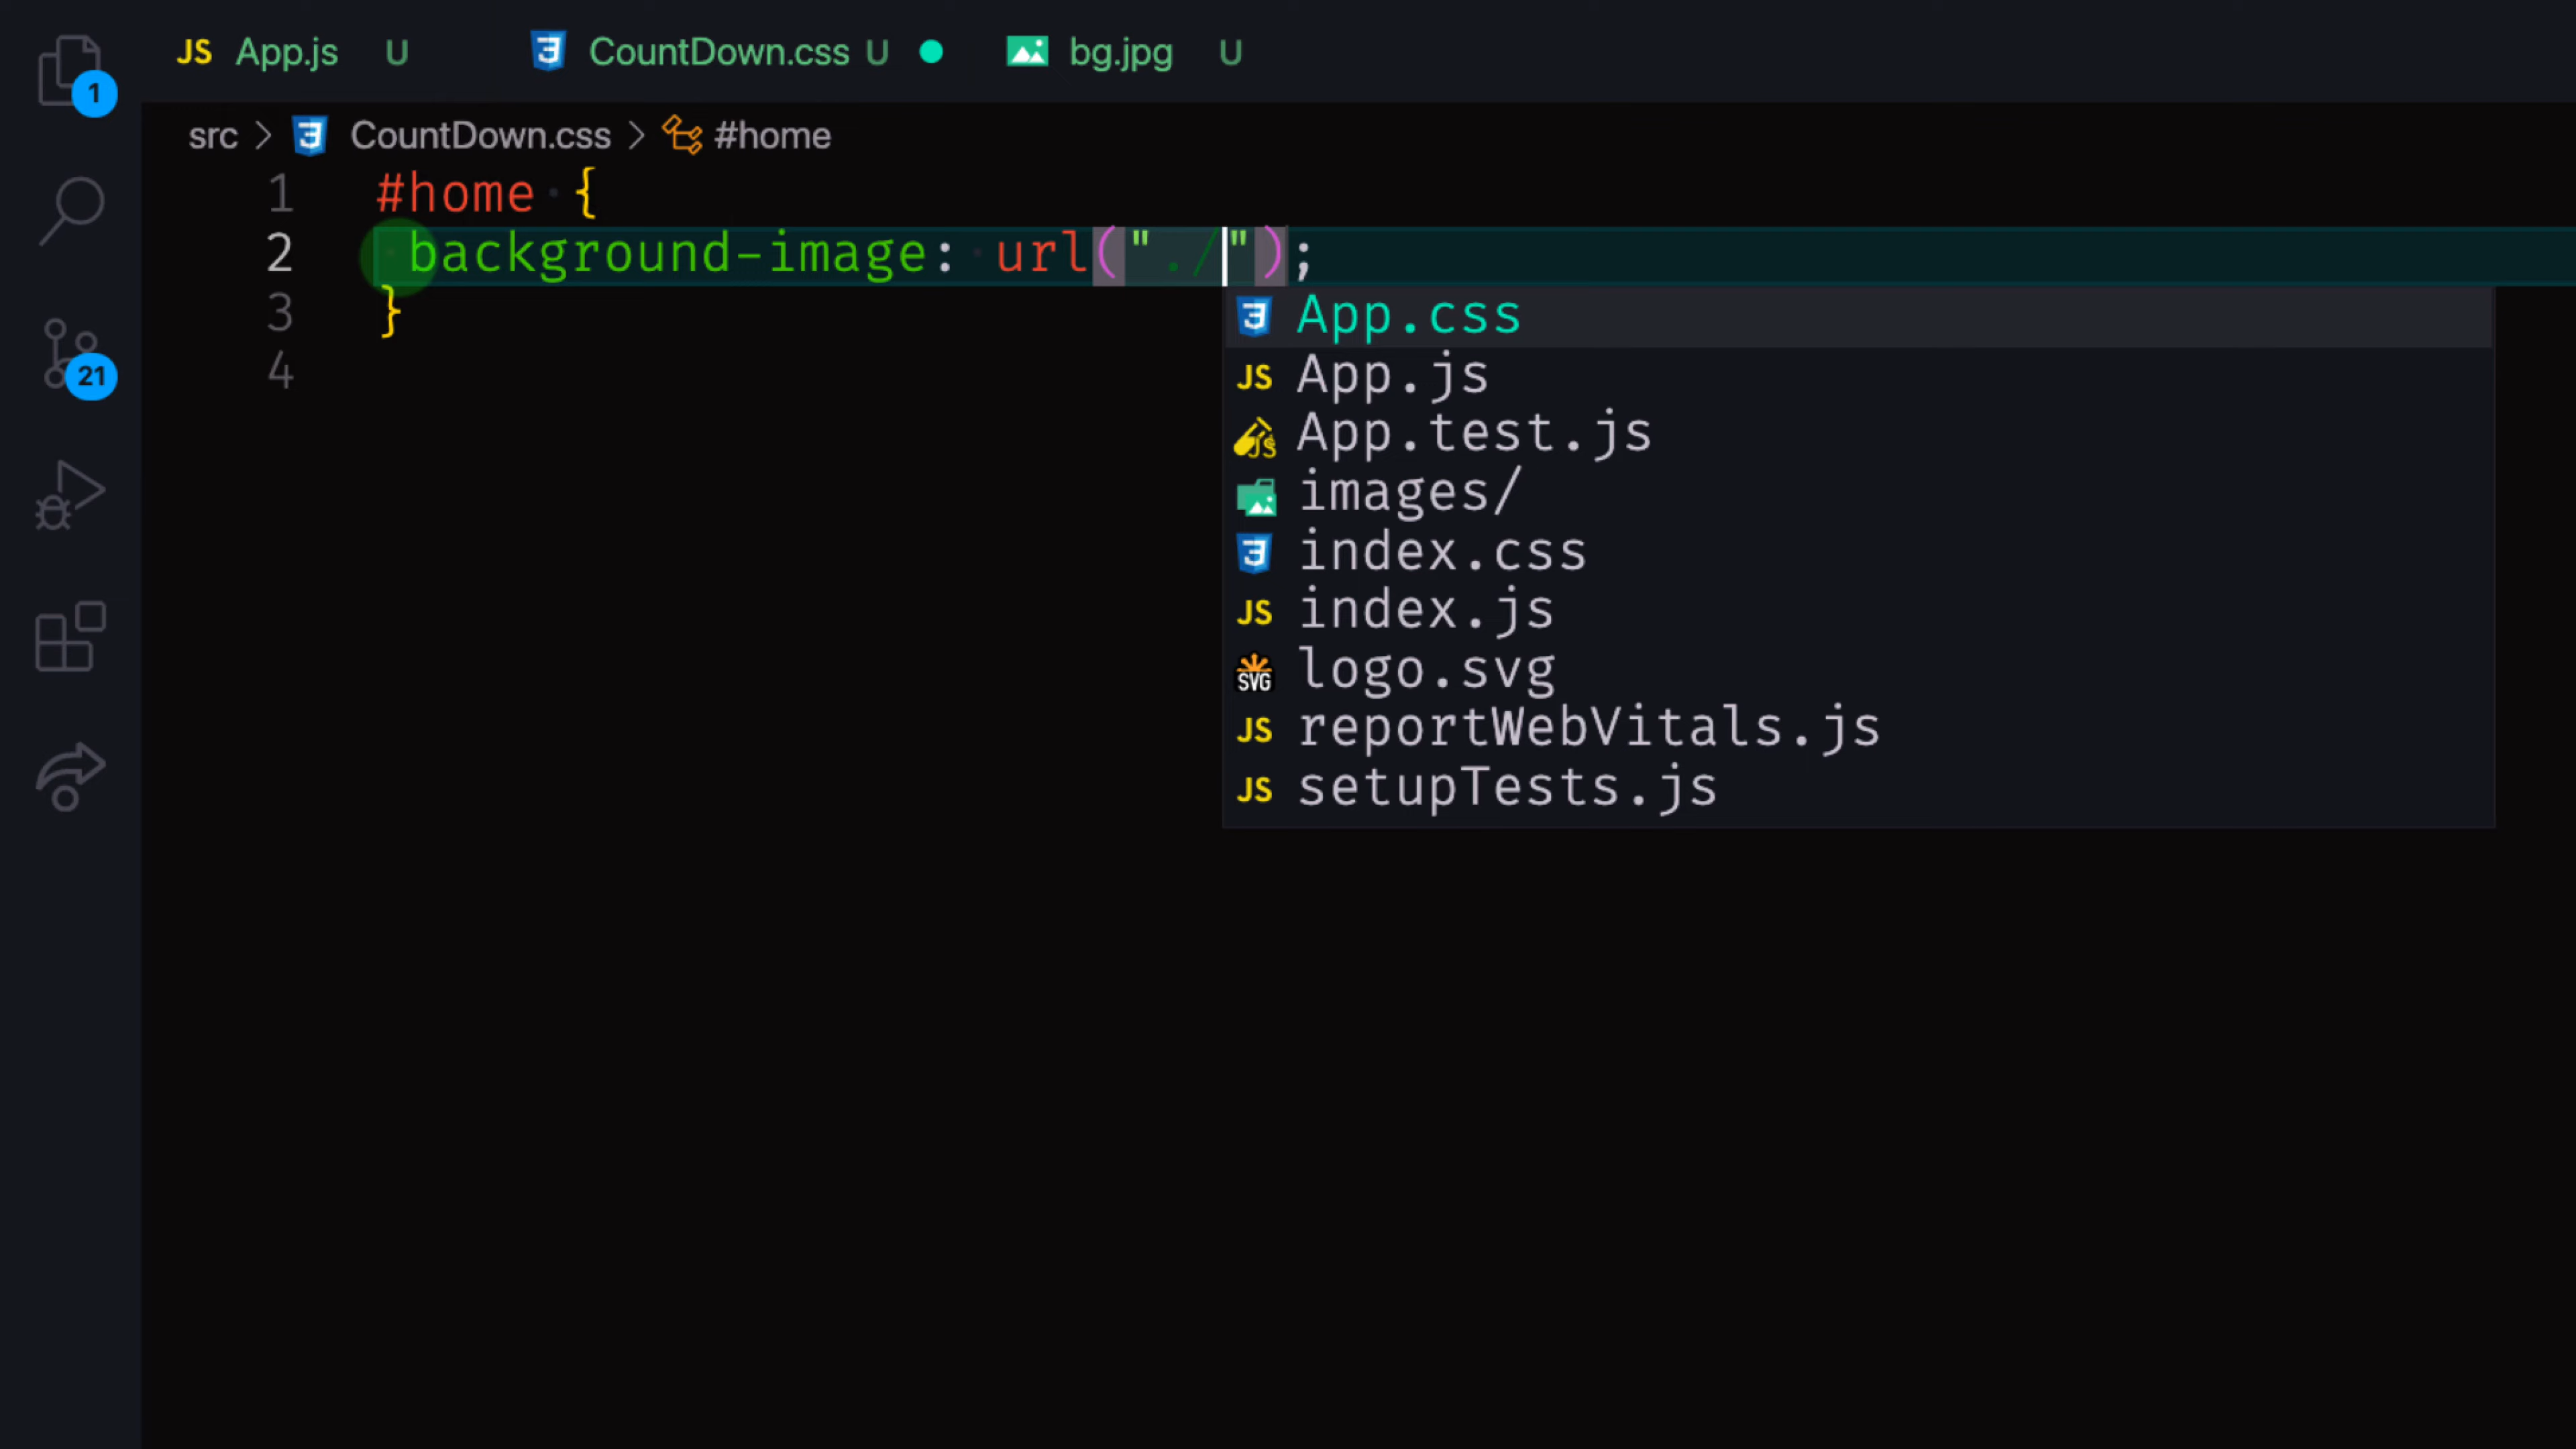 JS App.js U CountDown.css U bg.jpg U
1
src > CountDown.css > #home
1 #home {
2 background-image: url("./");
3 }
4
21
App.css
JS App.js
JS App.test.js
images/
index.css
JS index.js
SVG logo.svg
JS reportWebVitals.js
JS setupTests.js